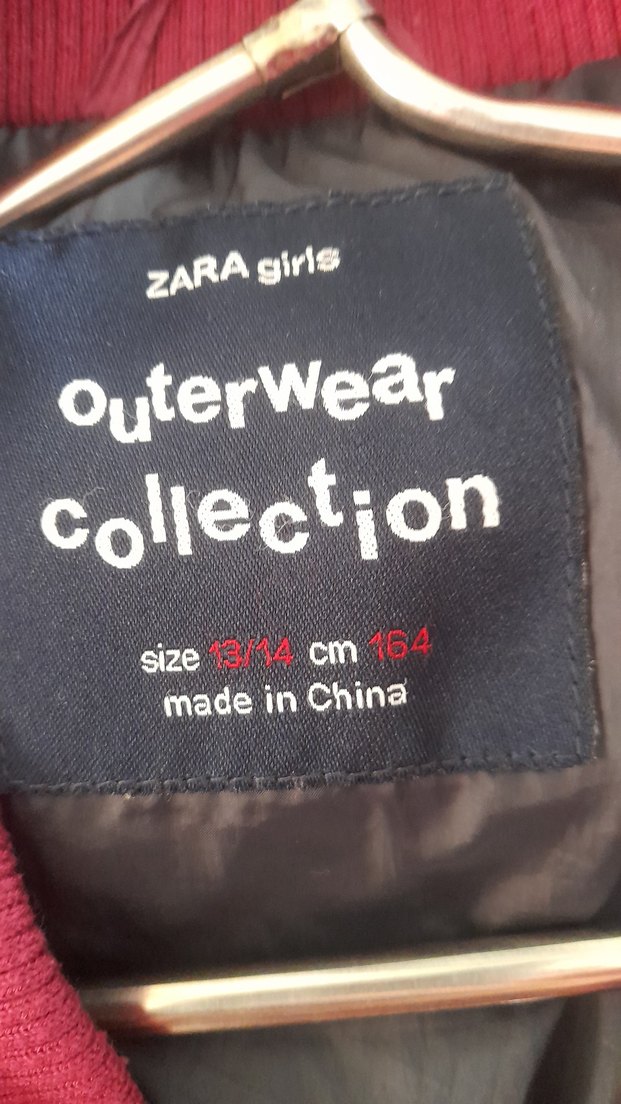 ZARA girls
outerwear
collection
size 13/14 cm 164
made in China